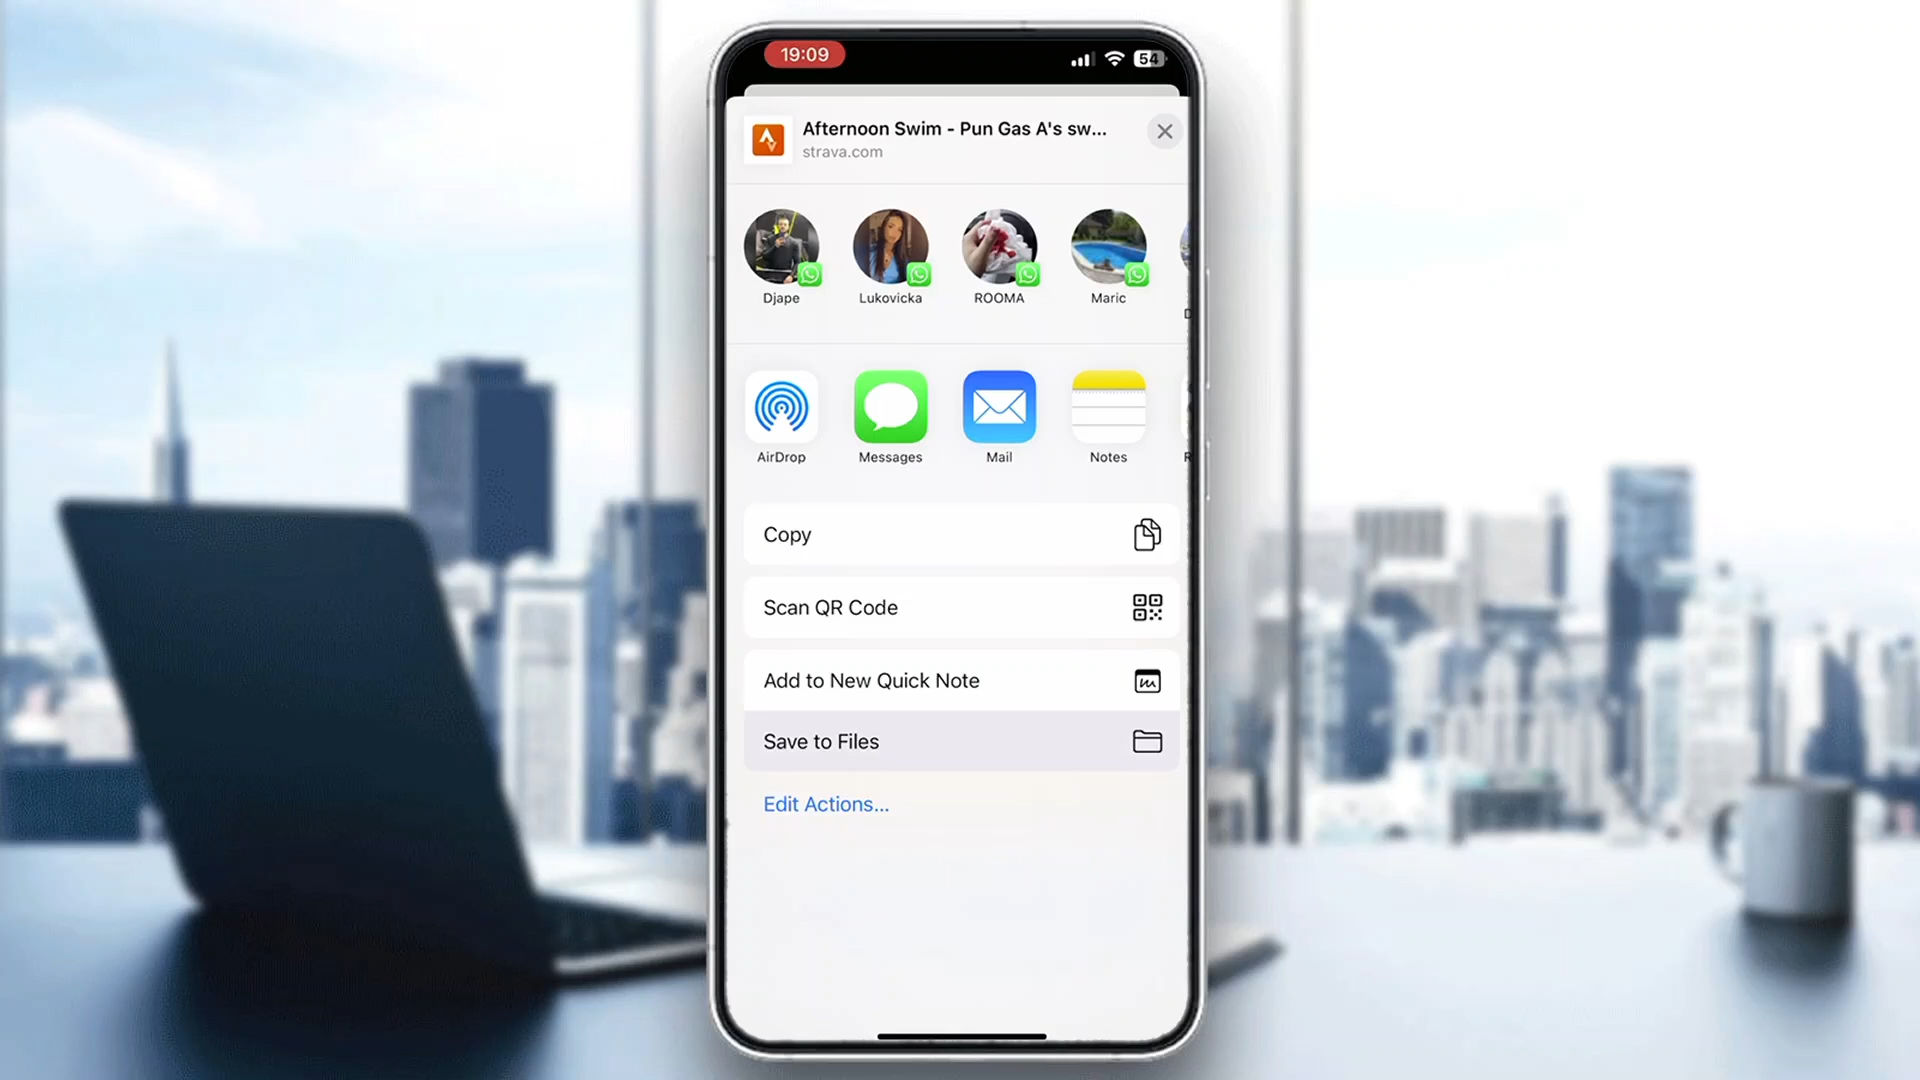 19:09
54
Afternoon Swim - Pun Gas A's sw...
strava.com
Djape
Lukovicka
ROOMA
Maric
AirDrop
Messages
Mail
Notes
Copy
Scan QR Code
Add to New Quick Note
Save to Files
Edit Actions...